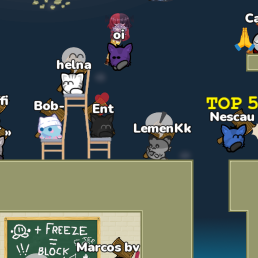 Ca
oi
helna
fi
Bob-
Ent
TOP 5
Nescau
»
LemenKk
+ FREEZE
= BLOCK
Marcos bv